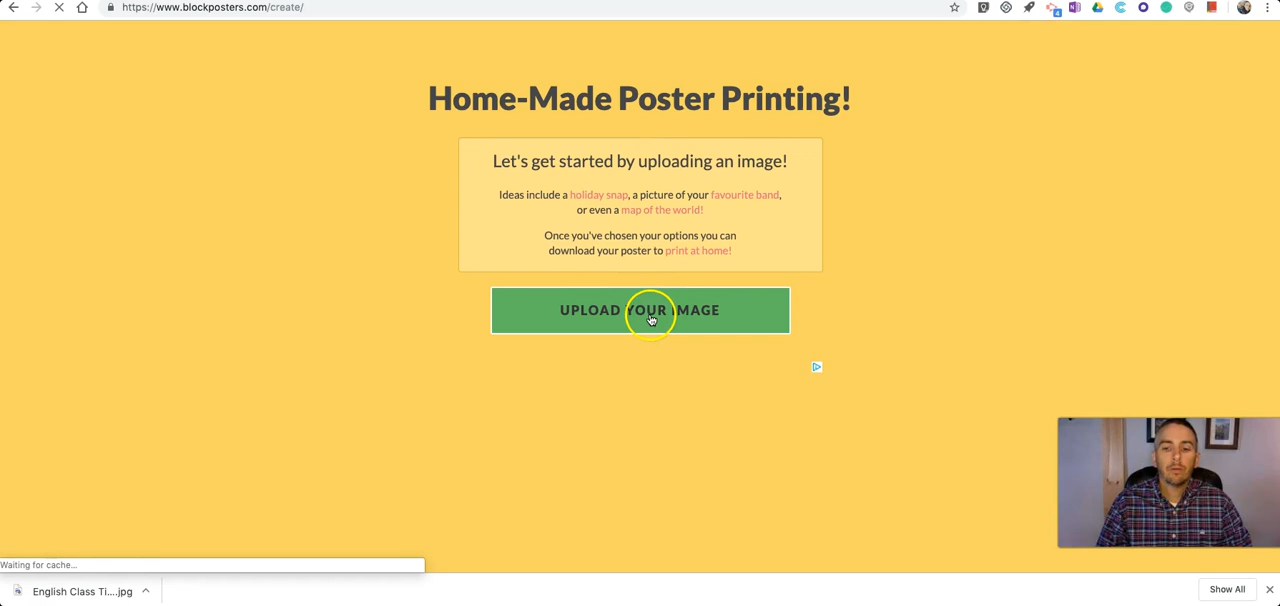 https://www.blockposters.com/create/
4
Home-Made Poster Printing!
Let's get started by uploading an image!
Ideas include a holiday snap, a picture of your favourite band,
or even a map of the world!
Once you've chosen your options you can
download your poster to print at home!
UPLOAD YOUR IMAGE
Waiting for cache...
English Class Ti....jpg
Show All